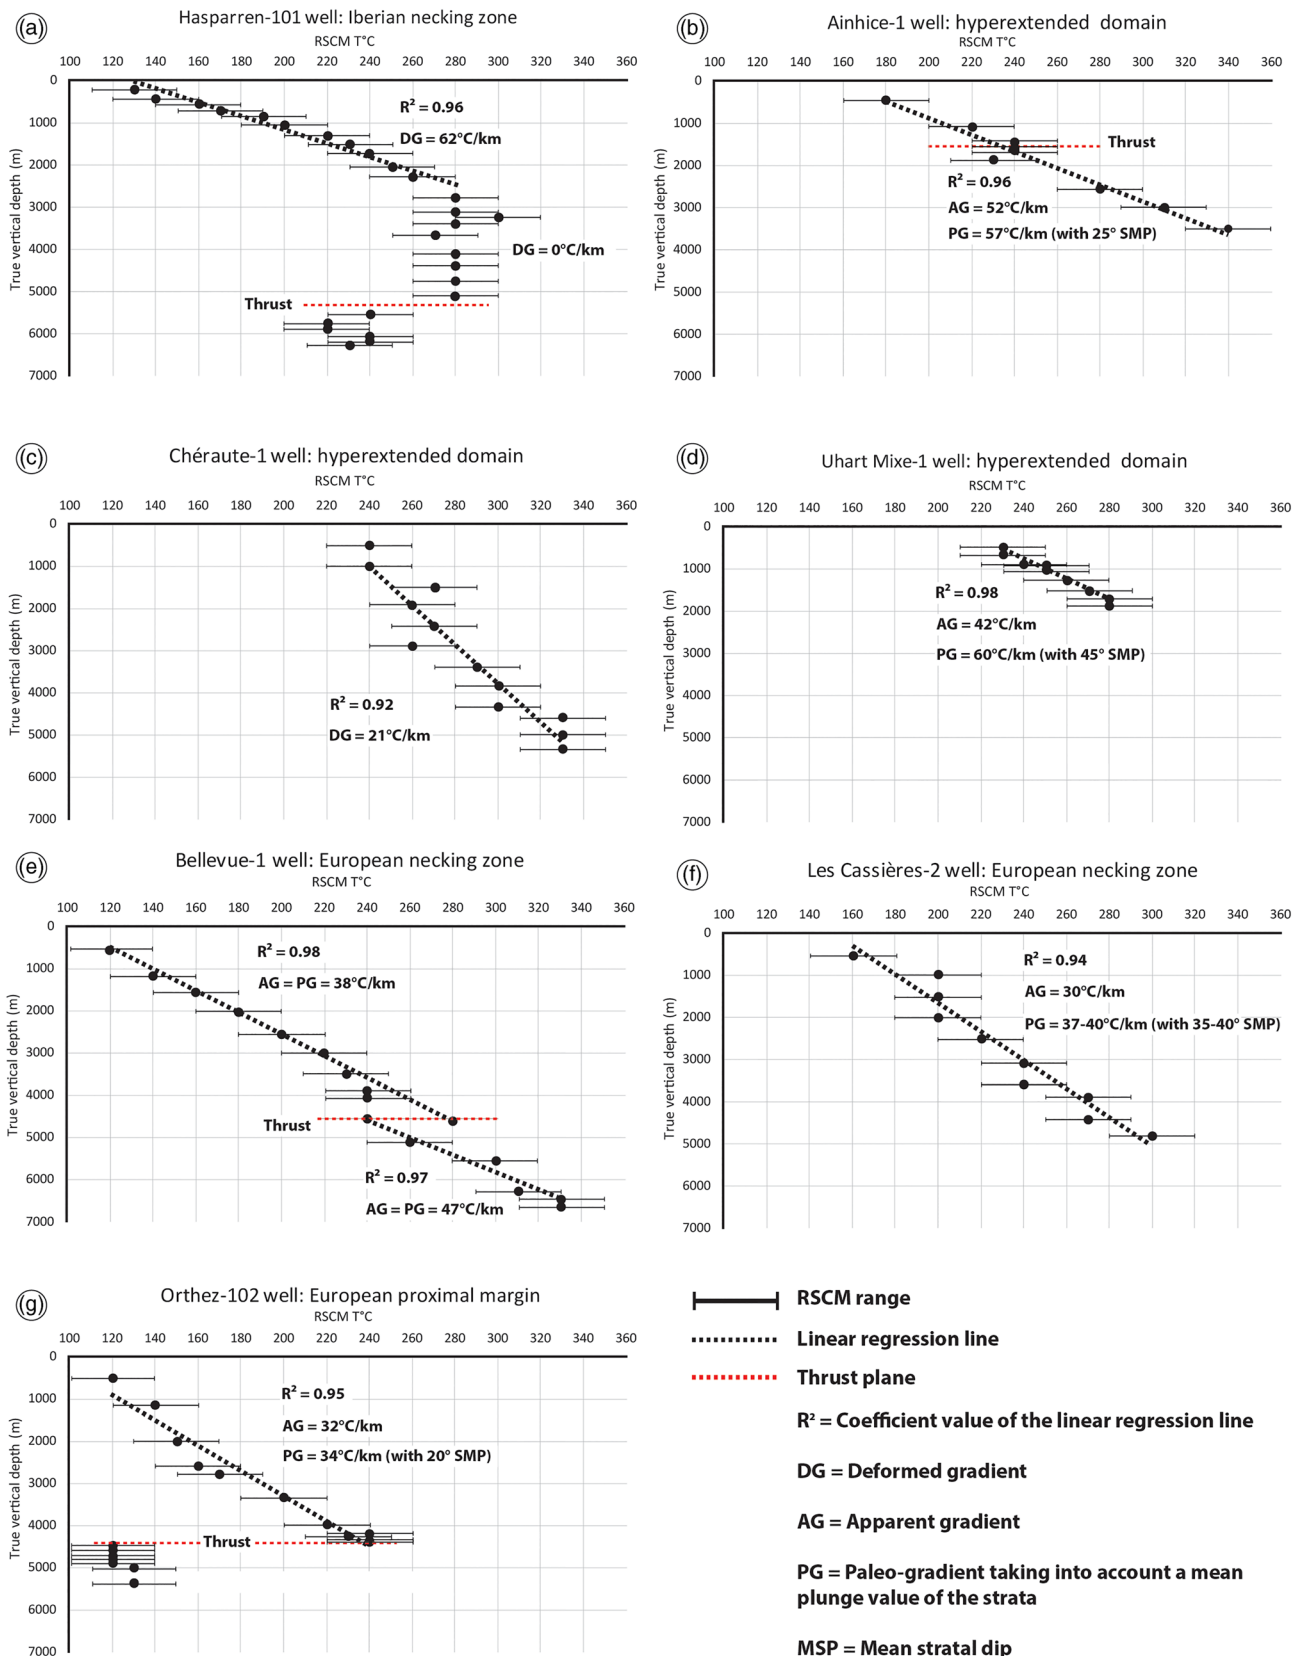 (a)
Hasparren-101 well: Iberian necking zone
RSCM T°C
100 120 140 160 180 200 220 240 260 280 300 320 340 360
0
1000
2000
3000
4000
5000
6000
7000
True vertical depth (m)
R² = 0.96
DG = 62°C/km
DG = 0°C/km
Thrust
(b)
Ainhice-1 well: hyperextended domain
RSCM T°C
100 120 140 160 180 200 220 240 260 280 300 320 340 360
0
1000
2000
3000
4000
5000
6000
7000
True vertical depth (m)
Thrust
R² = 0.96
AG = 52°C/km
PG = 57°C/km (with 25° SMP)
(c)
Chéraute-1 well: hyperextended domain
RSCM T°C
100 120 140 160 180 200 220 240 260 280 300 320 340 360
0
1000
2000
3000
4000
5000
6000
7000
True vertical depth (m)
R² = 0.92
DG = 21°C/km
(d)
Uhart Mixe-1 well: hyperextended domain
RSCM T°C
100 120 140 160 180 200 220 240 260 280 300 320 340 360
0
1000
2000
3000
4000
5000
6000
7000
True vertical depth (m)
R² = 0.98
AG = 42°C/km
PG = 60°C/km (with 45° SMP)
(e)
Bellevue-1 well: European necking zone
RSCM T°C
100 120 140 160 180 200 220 240 260 280 300 320 340 360
0
1000
2000
3000
4000
5000
6000
7000
True vertical depth (m)
R² = 0.98
AG = PG = 38°C/km
Thrust
R² = 0.97
AG = PG = 47°C/km
(f)
Les Cassières-2 well: European necking zone
RSCM T°C
100 120 140 160 180 200 220 240 260 280 300 320 340 360
0
1000
2000
3000
4000
5000
6000
7000
True vertical depth (m)
R² = 0.94
AG = 30°C/km
PG = 37-40°C/km (with 35-40° SMP)
(g)
Orthez-102 well: European proximal margin
RSCM T°C
100 120 140 160 180 200 220 240 260 280 300 320 340 360
0
1000
2000
3000
4000
5000
6000
7000
True vertical depth (m)
R² = 0.95
AG = 32°C/km
PG = 34°C/km (with 20° SMP)
Thrust
RSCM range
Linear regression line
Thrust plane
R² = Coefficient value of the linear regression line
DG = Deformed gradient
AG = Apparent gradient
PG = Paleo-gradient taking into account a mean
plunge value of the strata
MSP = Mean stratal dip